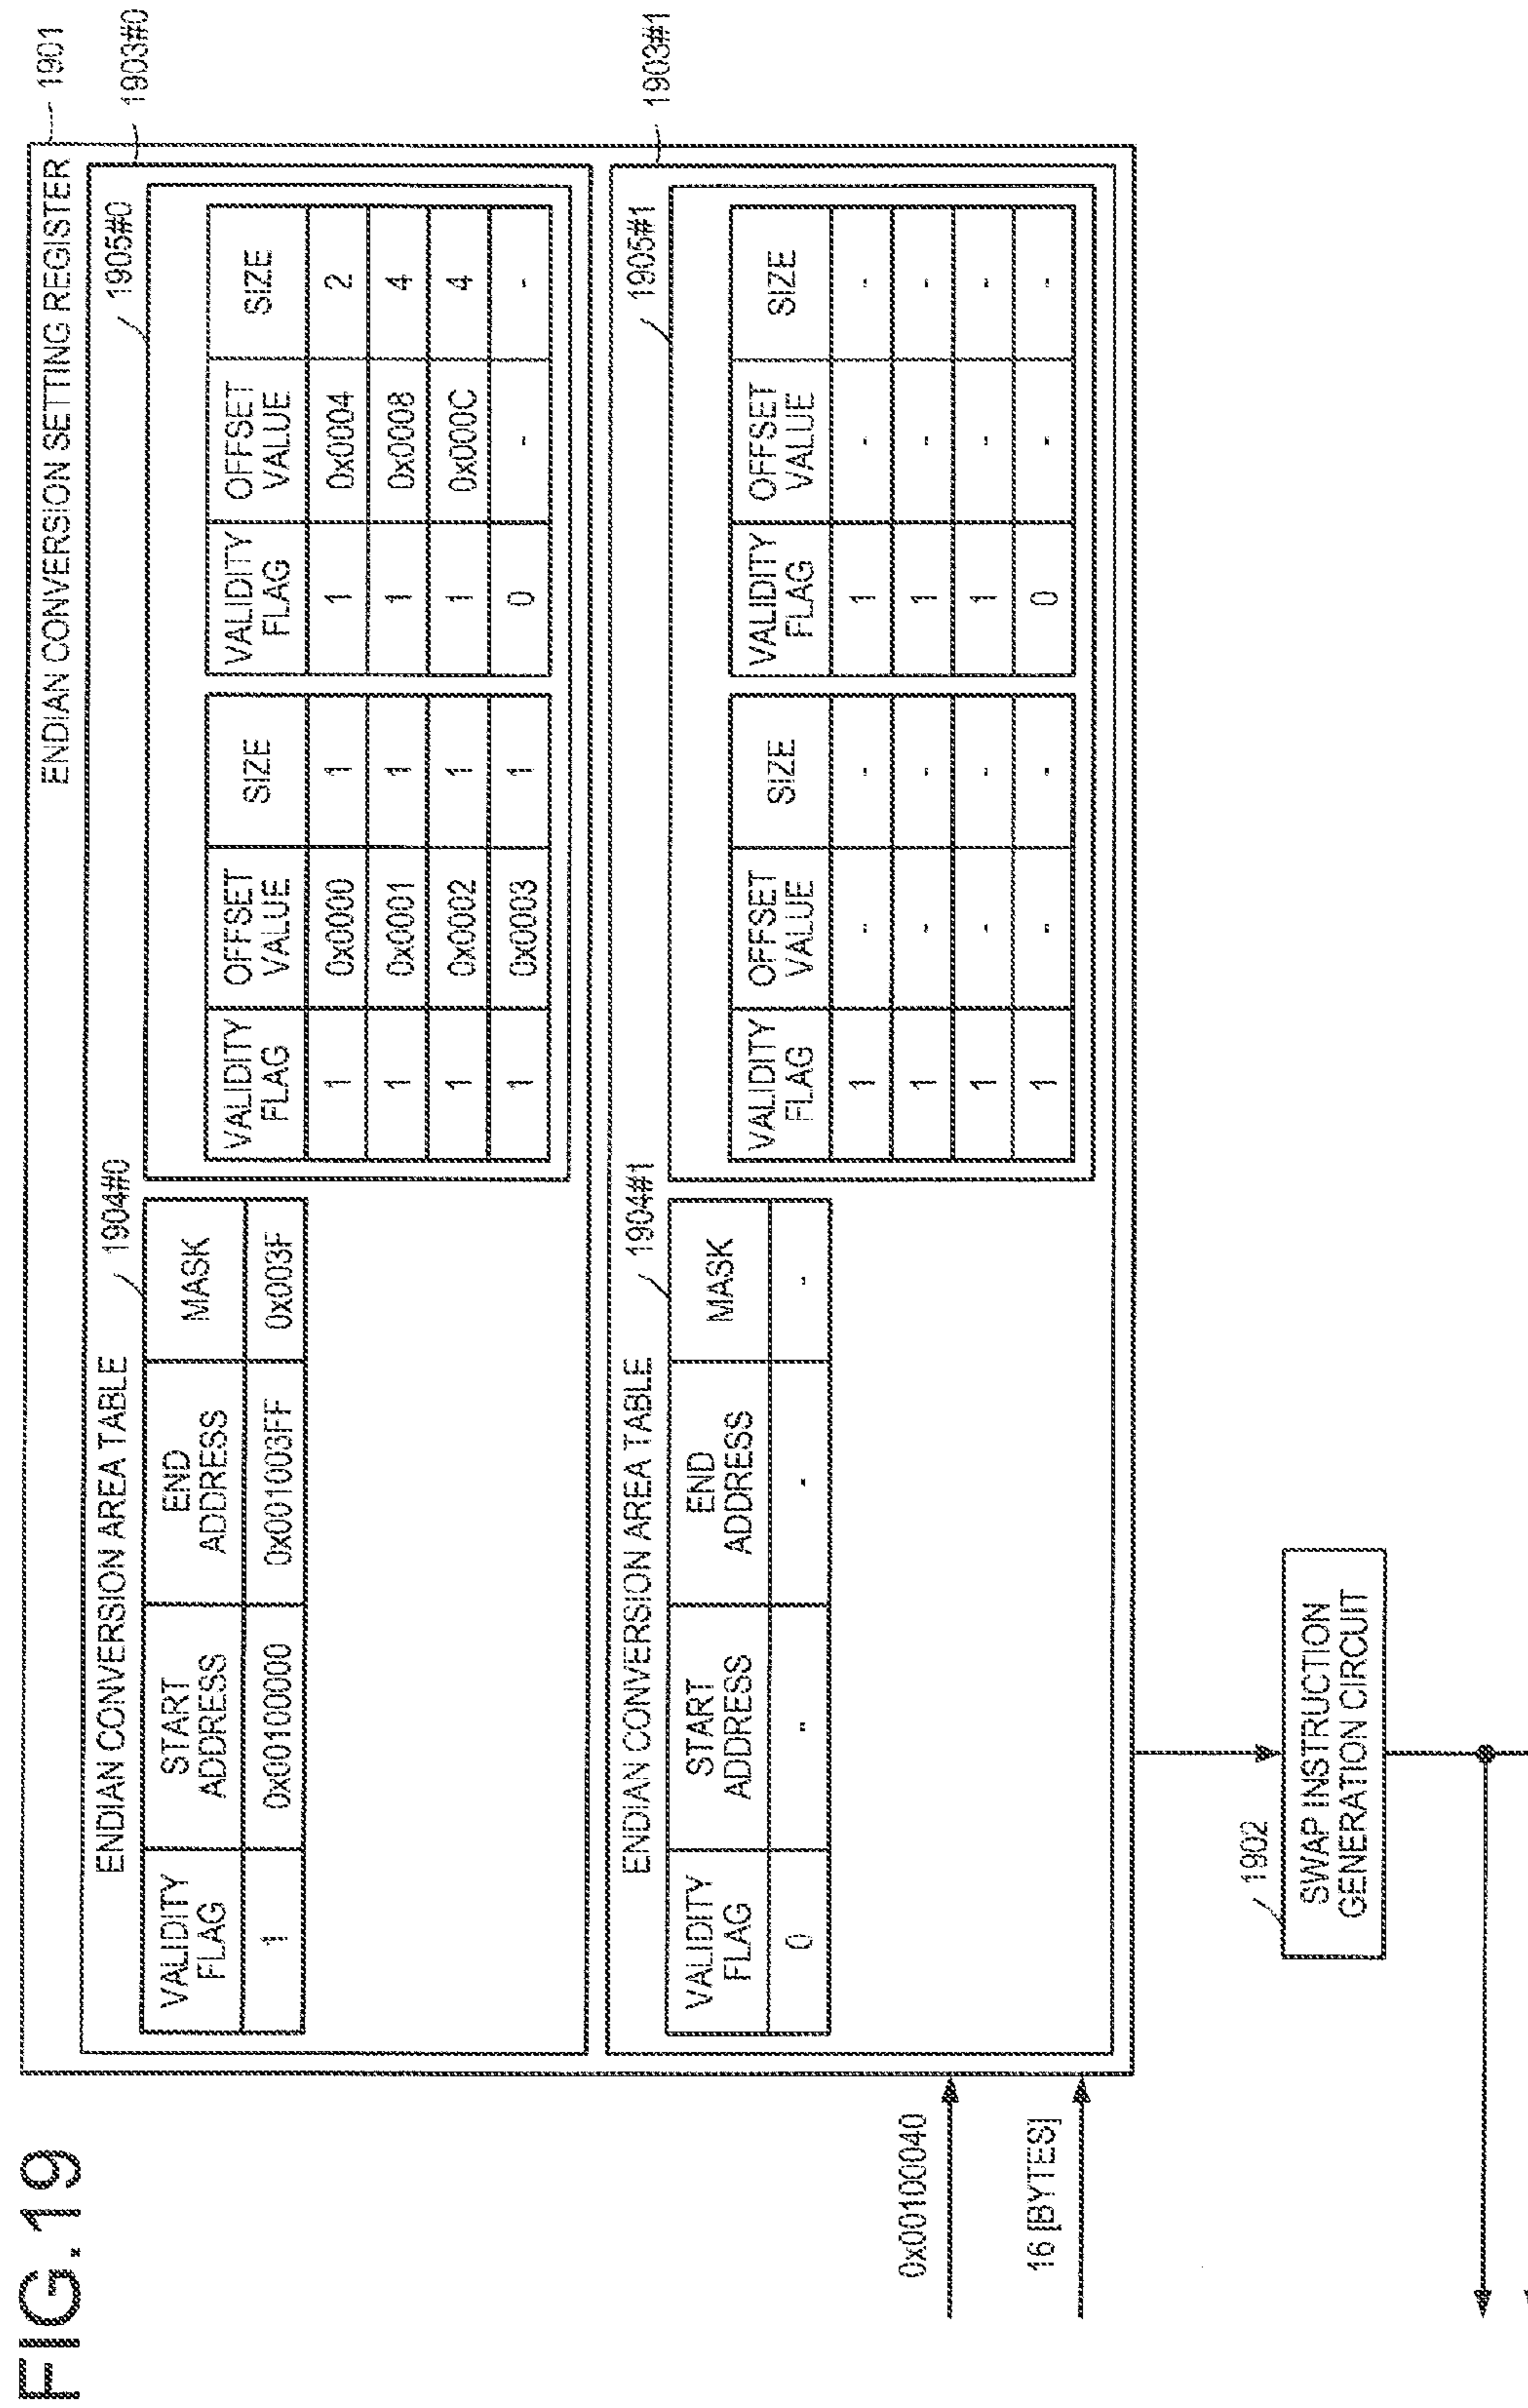 FIG.19
ENDIAN CONVERSION SETTING REGISTER
1901
1903#0
ENDIAN CONVERSION AREA TABLE
1904#0
1905#0
VALIDITY FLAG START ADDRESS END ADDRESS MASK
1 0x00100000 0x001003FF 0x003F
VALIDITY FLAG OFFSET VALUE SIZE VALIDITY FLAG OFFSET VALUE SIZE
1 0x0000 1 1 0x0004 2
1 0x0001 1 1 0x0008 4
1 0x0002 1 1 0x000C 4
1 0x0003 1 0 - -
1903#1
ENDIAN CONVERSION AREA TABLE
1904#1
1905#1
VALIDITY FLAG START ADDRESS END ADDRESS MASK
0 - - -
VALIDITY FLAG OFFSET VALUE SIZE VALIDITY FLAG OFFSET VALUE SIZE
1 - - 1 - -
1 - - 1 - -
1 - - 1 - -
1 - - 0 - -
0x00100040
16 [BYTES]
1902
SWAP INSTRUCTION
GENERATION CIRCUIT